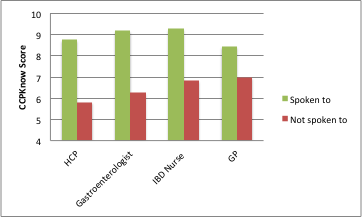 10
9
8
7
6
5
4
CCPKnow Score
HCP
Gastroenterologist
IBD Nurse
GP
Spoken to
Not spoken to